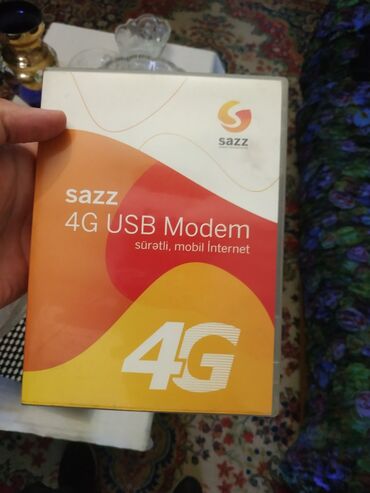 sazz
sazz
4G USB Modem
sürətli, mobil İnternet
4G